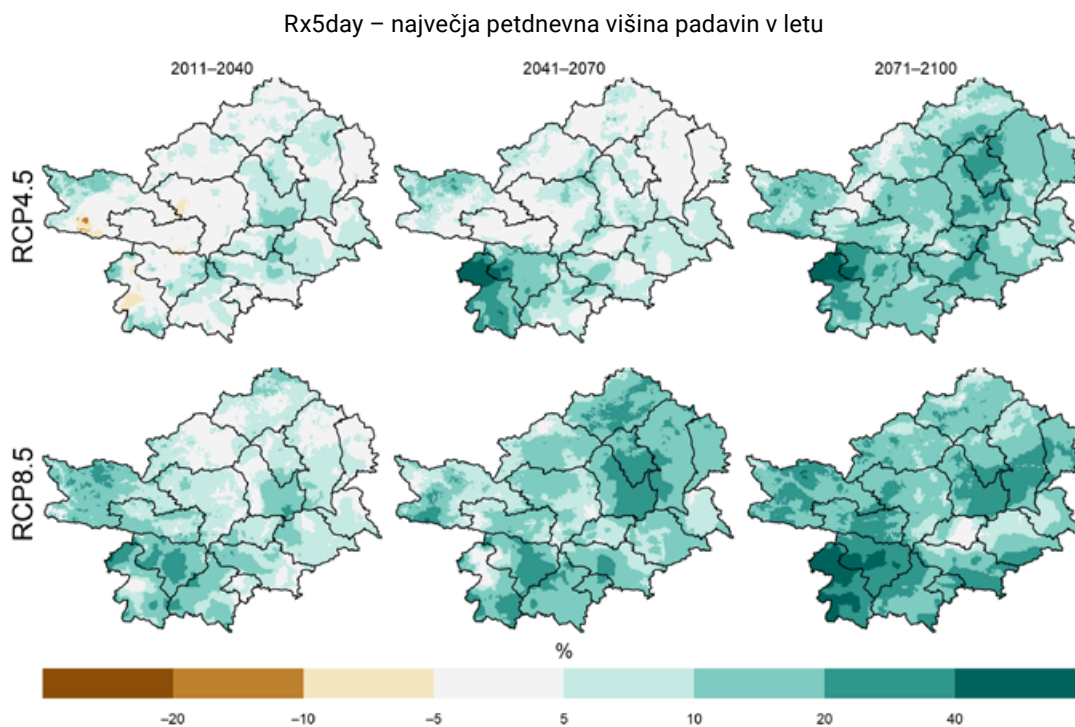 Rx5day – največja petdnevna višina padavin v letu
2011–2040 2041–2070 2071–2100
RCP4.5
RCP8.5
%
–20 –10 –5 5 10 20 40